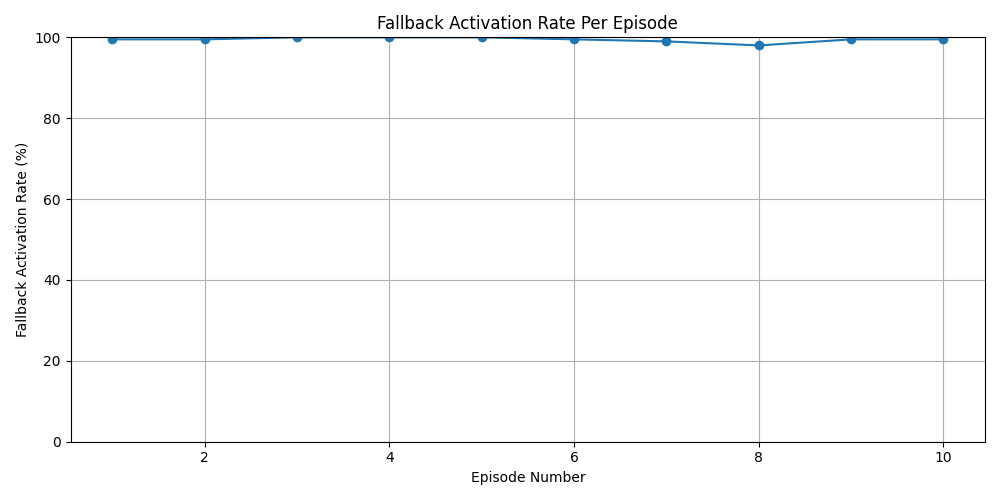 Fallback Activation Rate Per Episode
100
80
60
40
20
0
Fallback Activation Rate (%)
2 4 6 8 10
Episode Number